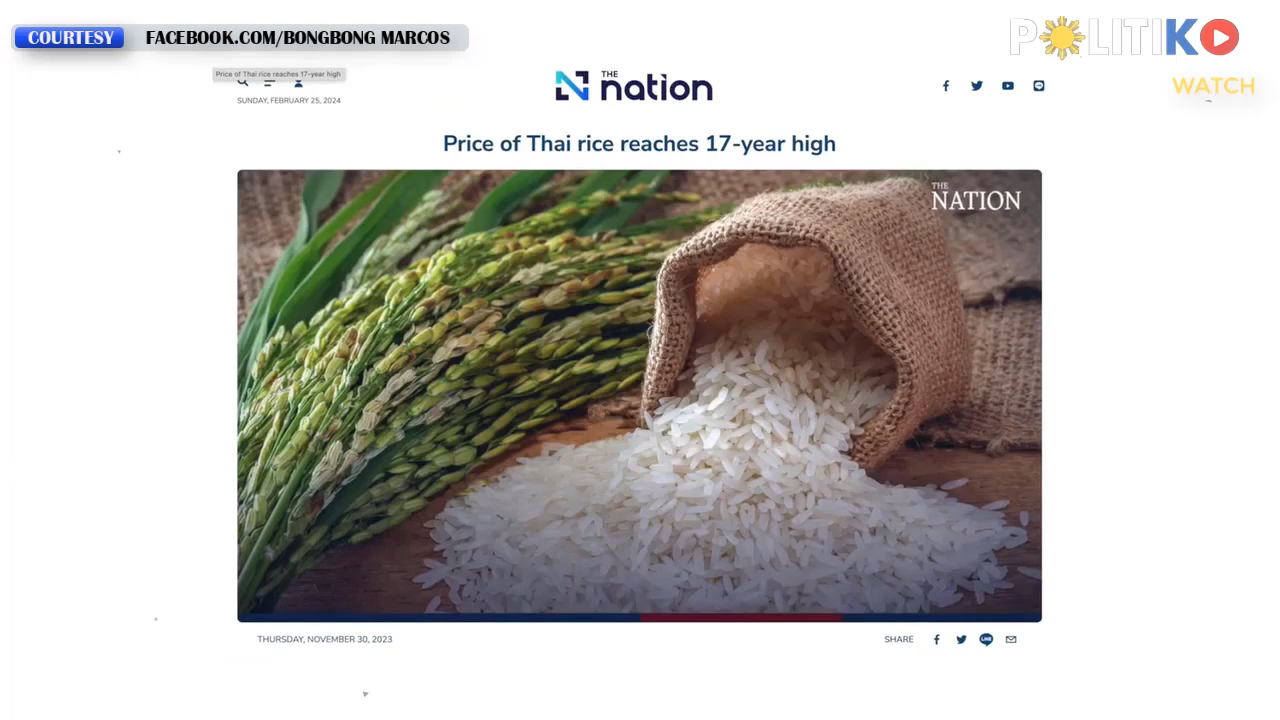 COURTESY FACEBOOK.COM/BONGBONG MARCOS
POLITIKO
WATCH
Price of Thai rice reaches 17-year high
SUNDAY, FEBRUARY 25, 2024
THE nation
Price of Thai rice reaches 17-year high
THE NATION
THURSDAY, NOVEMBER 30, 2023
SHARE
LINE